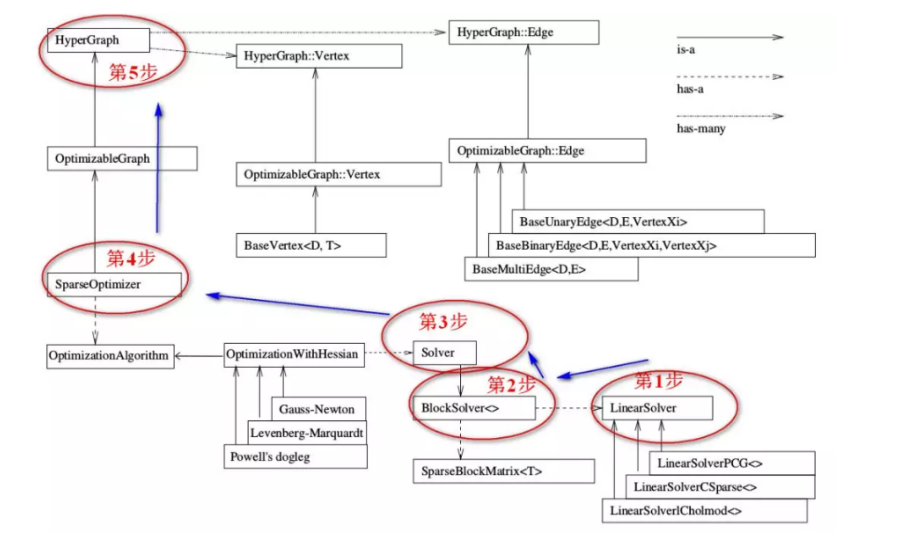 HyperGraph
第5步
HyperGraph::Edge
HyperGraph::Vertex
is-a
has-a
has-many
OptimizableGraph
OptimizableGraph::Edge
OptimizableGraph::Vertex
BaseUnaryEdge<D,E,VertexXi>
BaseBinaryEdge<D,E,VertexXi,VertexXj>
BaseMultiEdge<D,E>
BaseVertex<D, T>
第4步
SparseOptimizer
第3步
OptimizationAlgorithm
OptimizationWithHessian
Solver
第2步
第1步
Gauss-Newton
Levenberg-Marquardt
Powell's dogleg
BlockSolver<>
LinearSolver
SparseBlockMatrix<T>
LinearSolverPCG<>
LinearSolverCSparse<>
LinearSolverlCholmod<>